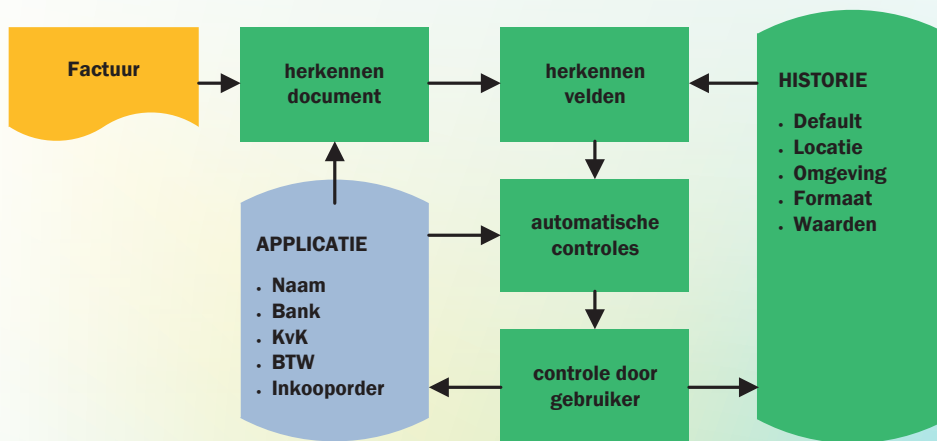 Factuur
herkennen
document
herkennen
velden
HISTORIE
• Default
• Locatie
• Omgeving
• Formaat
• Waarden
APPLICATIE
• Naam
• Bank
• KvK
• BTW
• Inkooporder
automatische
controles
controle door
gebruiker